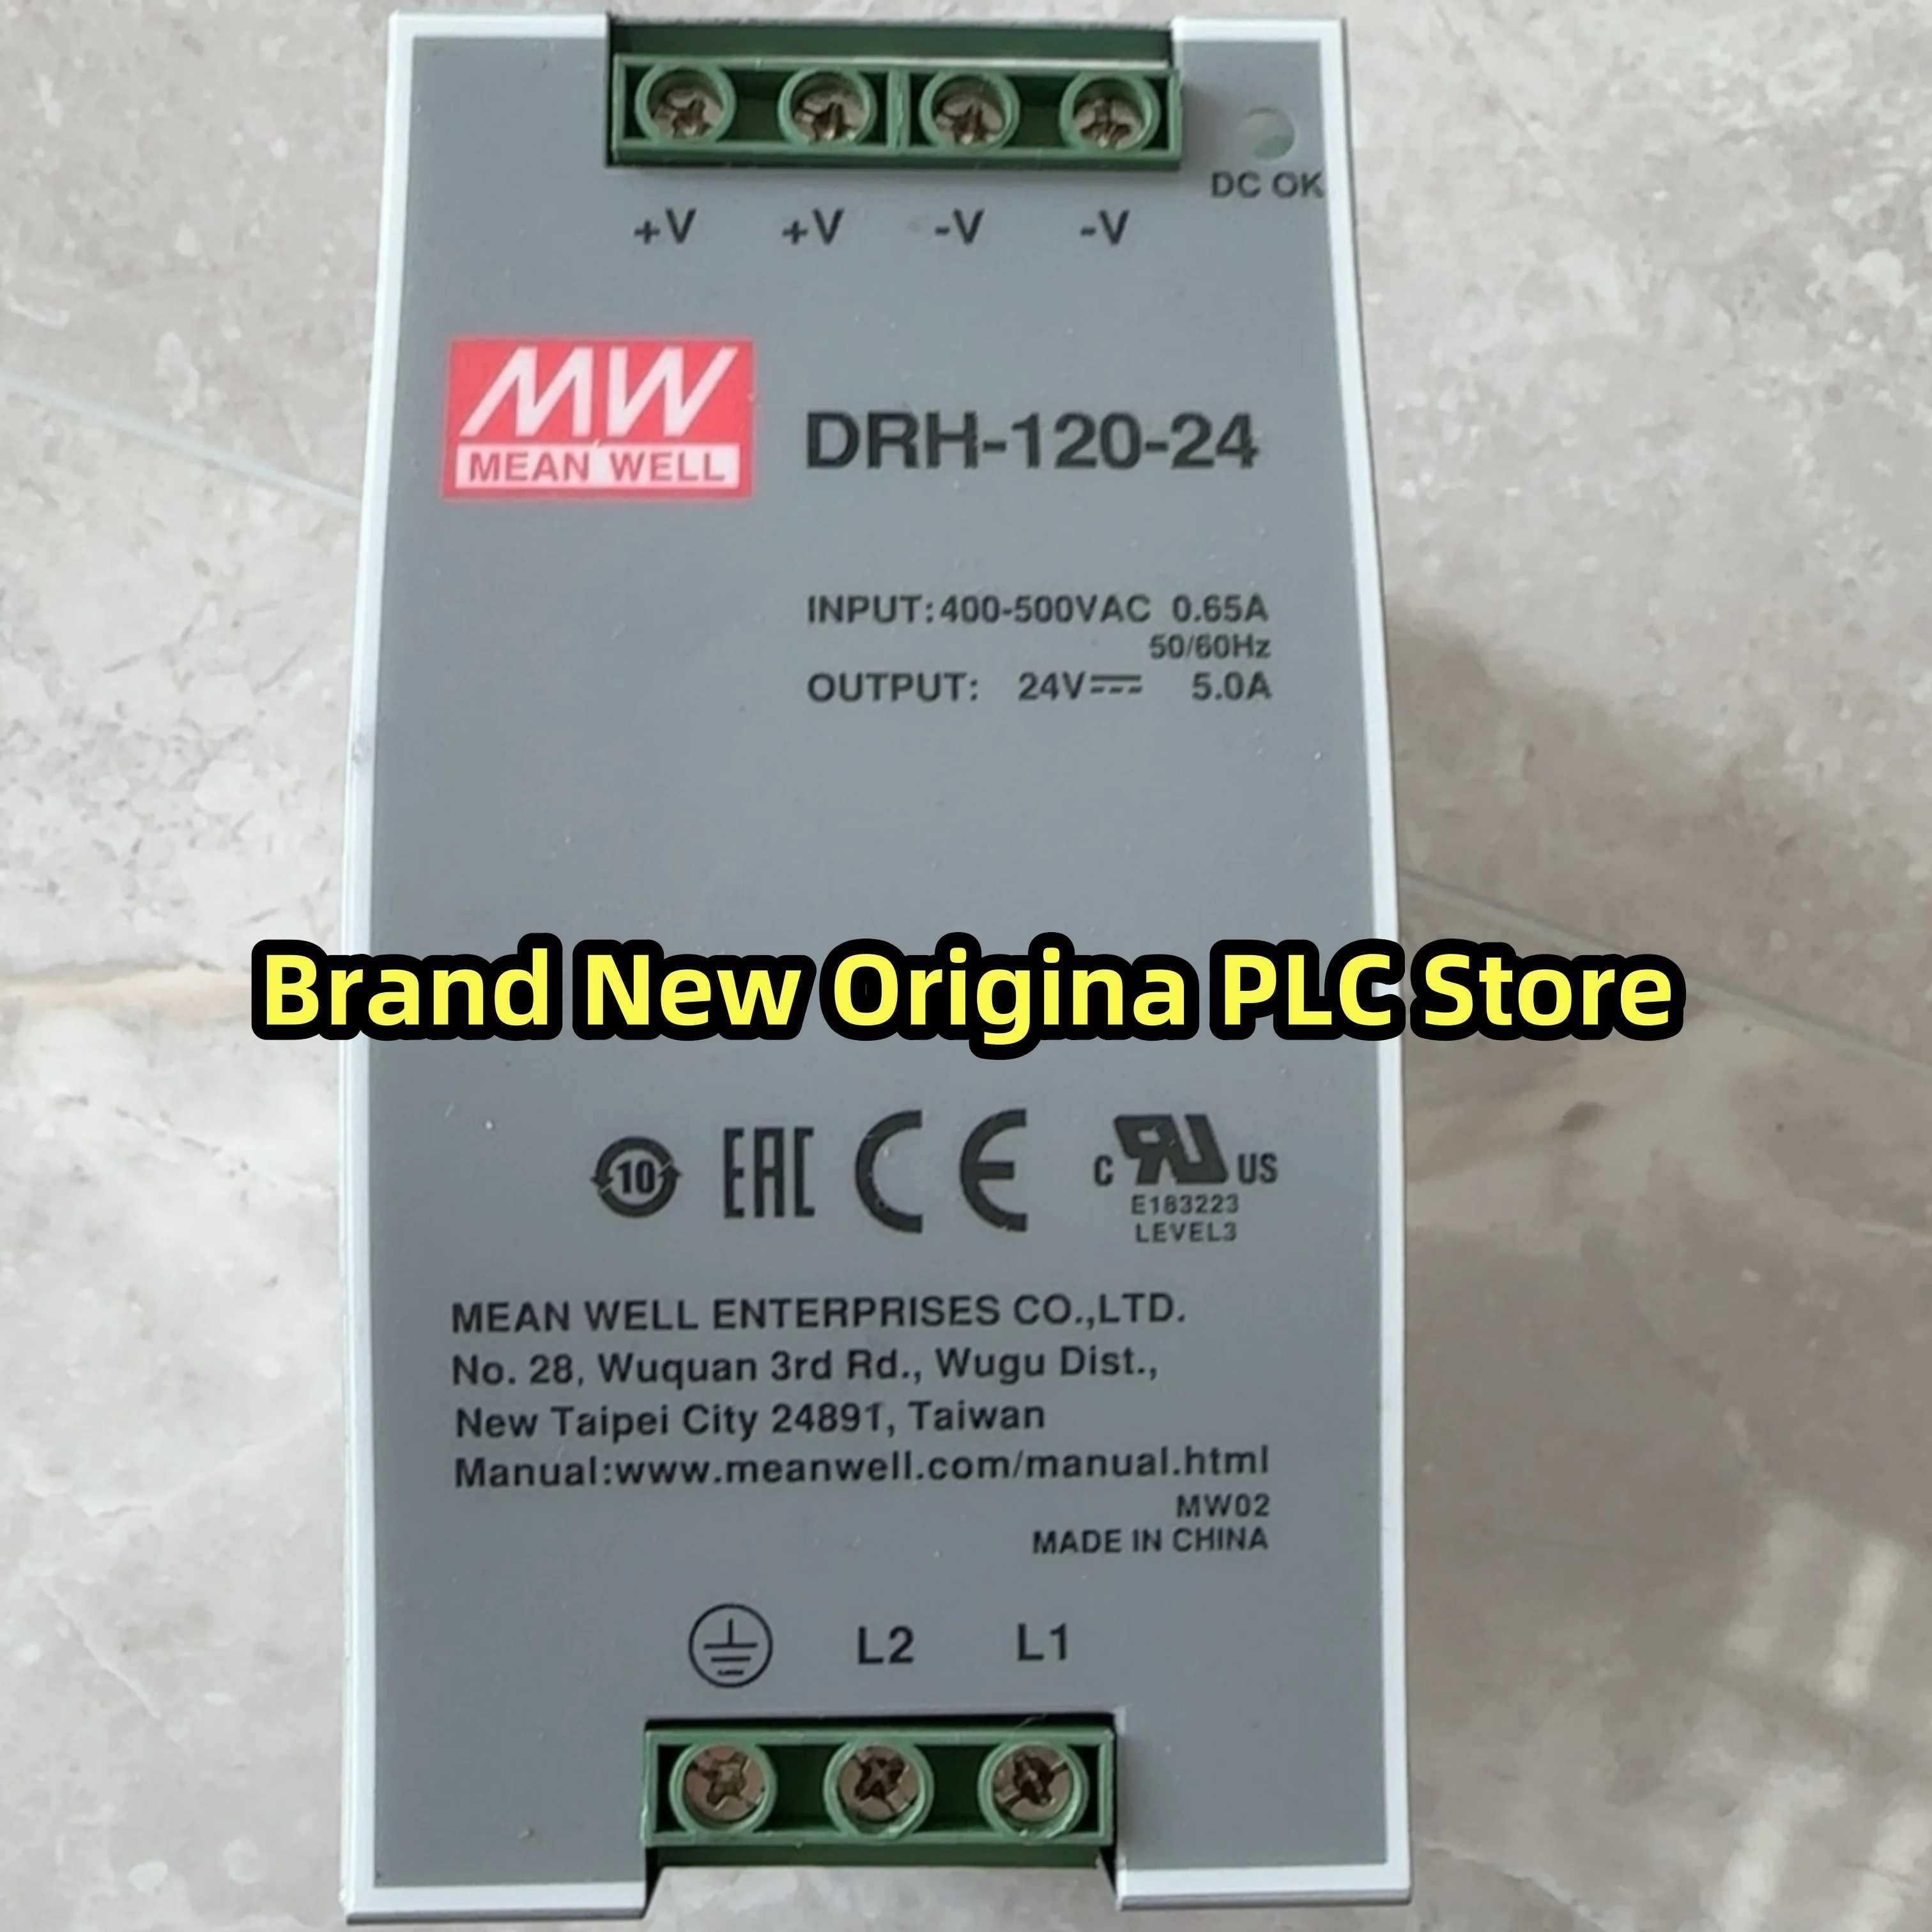 DC OK
+V +V -V -V
MW
MEAN WELL
DRH-120-24
INPUT:400-500VAC 0.65A
50/60Hz
OUTPUT: 24V⎓ 5.0A
Brand New Origina PLC Store
10 EAC CE c RU US
E183223
LEVEL3
MEAN WELL ENTERPRISES CO.,LTD.
No. 28, Wuquan 3rd Rd., Wugu Dist.,
New Taipei City 24891, Taiwan
Manual:www.meanwell.com/manual.html
MW02
MADE IN CHINA
L2 L1